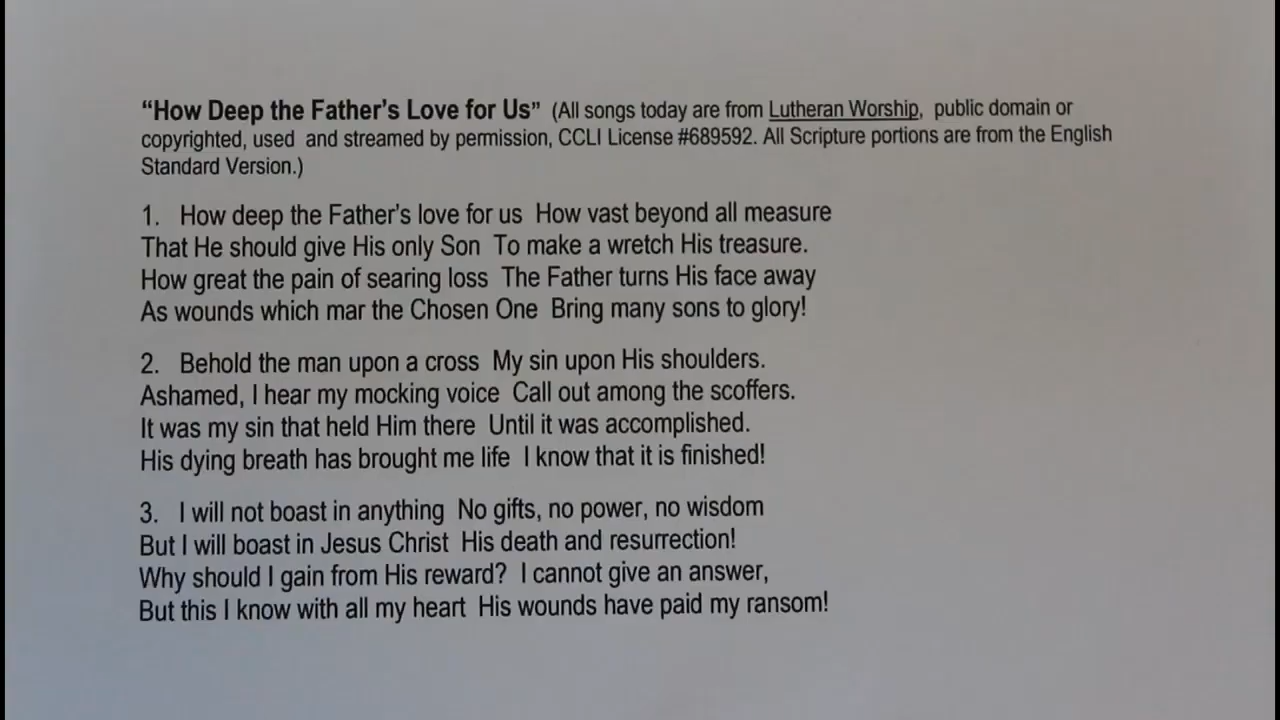 “How Deep the Father’s Love for Us” (All songs today are from Lutheran Worship, public domain or
copyrighted, used and streamed by permission, CCLI License #689592. All Scripture portions are from the English
Standard Version.)
1. How deep the Father’s love for us How vast beyond all measure
That He should give His only Son To make a wretch His treasure.
How great the pain of searing loss The Father turns His face away
As wounds which mar the Chosen One Bring many sons to glory!
2. Behold the man upon a cross My sin upon His shoulders.
Ashamed, I hear my mocking voice Call out among the scoffers.
It was my sin that held Him there Until it was accomplished.
His dying breath has brought me life I know that it is finished!
3. I will not boast in anything No gifts, no power, no wisdom
But I will boast in Jesus Christ His death and resurrection!
Why should I gain from His reward? I cannot give an answer,
But this I know with all my heart His wounds have paid my ransom!